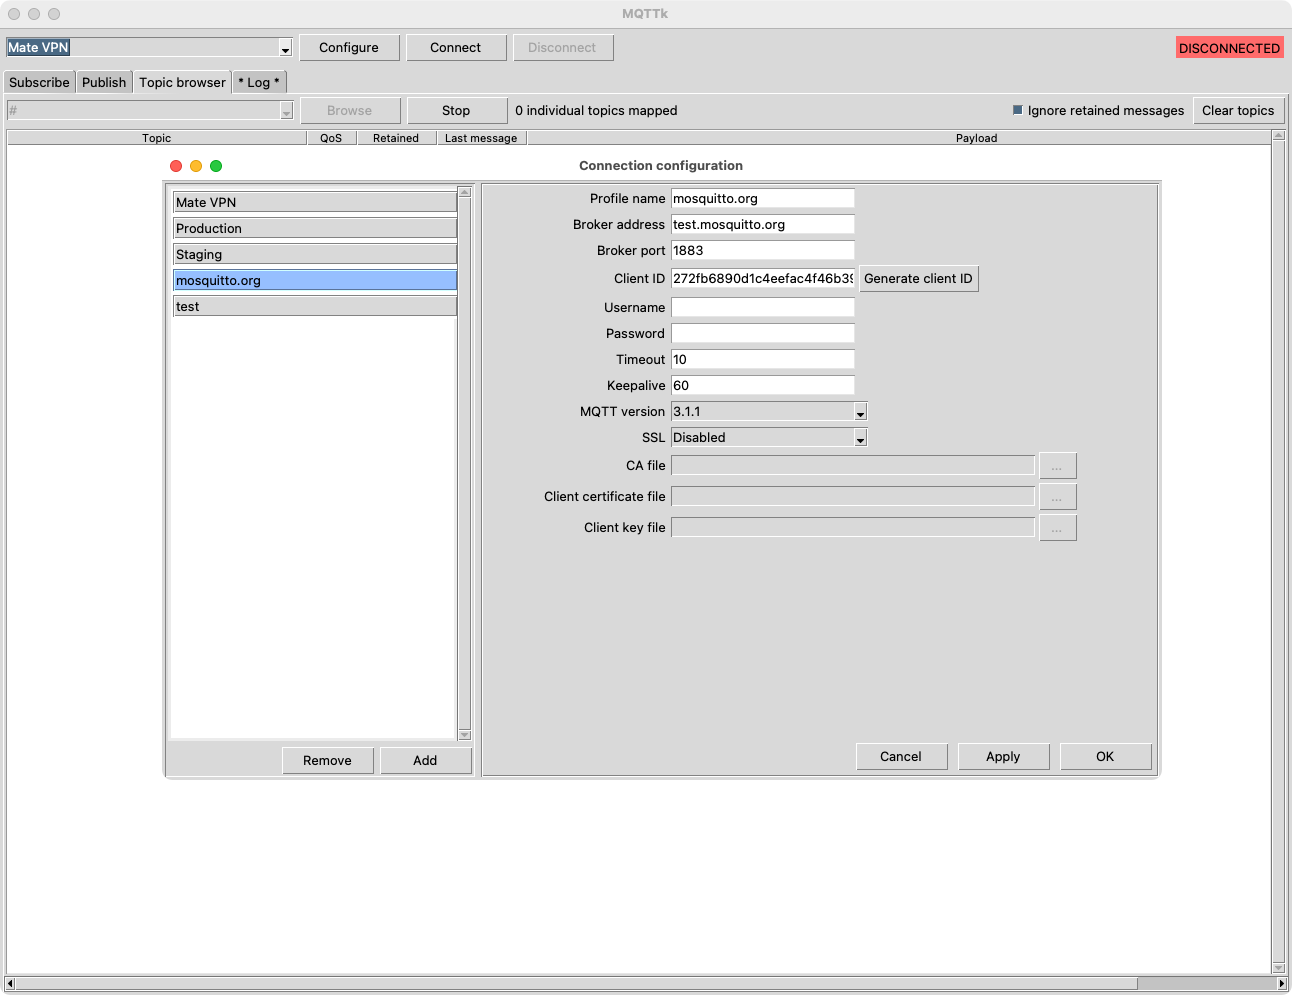 MQTTk
Mate VPN Configure Connect Disconnect DISCONNECTED
Subscribe Publish Topic browser * Log *
# Browse Stop 0 individual topics mapped Ignore retained messages Clear topics
Topic QoS Retained Last message Payload
Connection configuration
Mate VPN
Production
Staging
mosquitto.org
test
Remove Add
Profile name mosquitto.org
Broker address test.mosquitto.org
Broker port 1883
Client ID 272fb6890d1c4eefac4f46b39 Generate client ID
Username
Password
Timeout 10
Keepalive 60
MQTT version 3.1.1
SSL Disabled
CA file ...
Client certificate file ...
Client key file ...
Cancel Apply OK